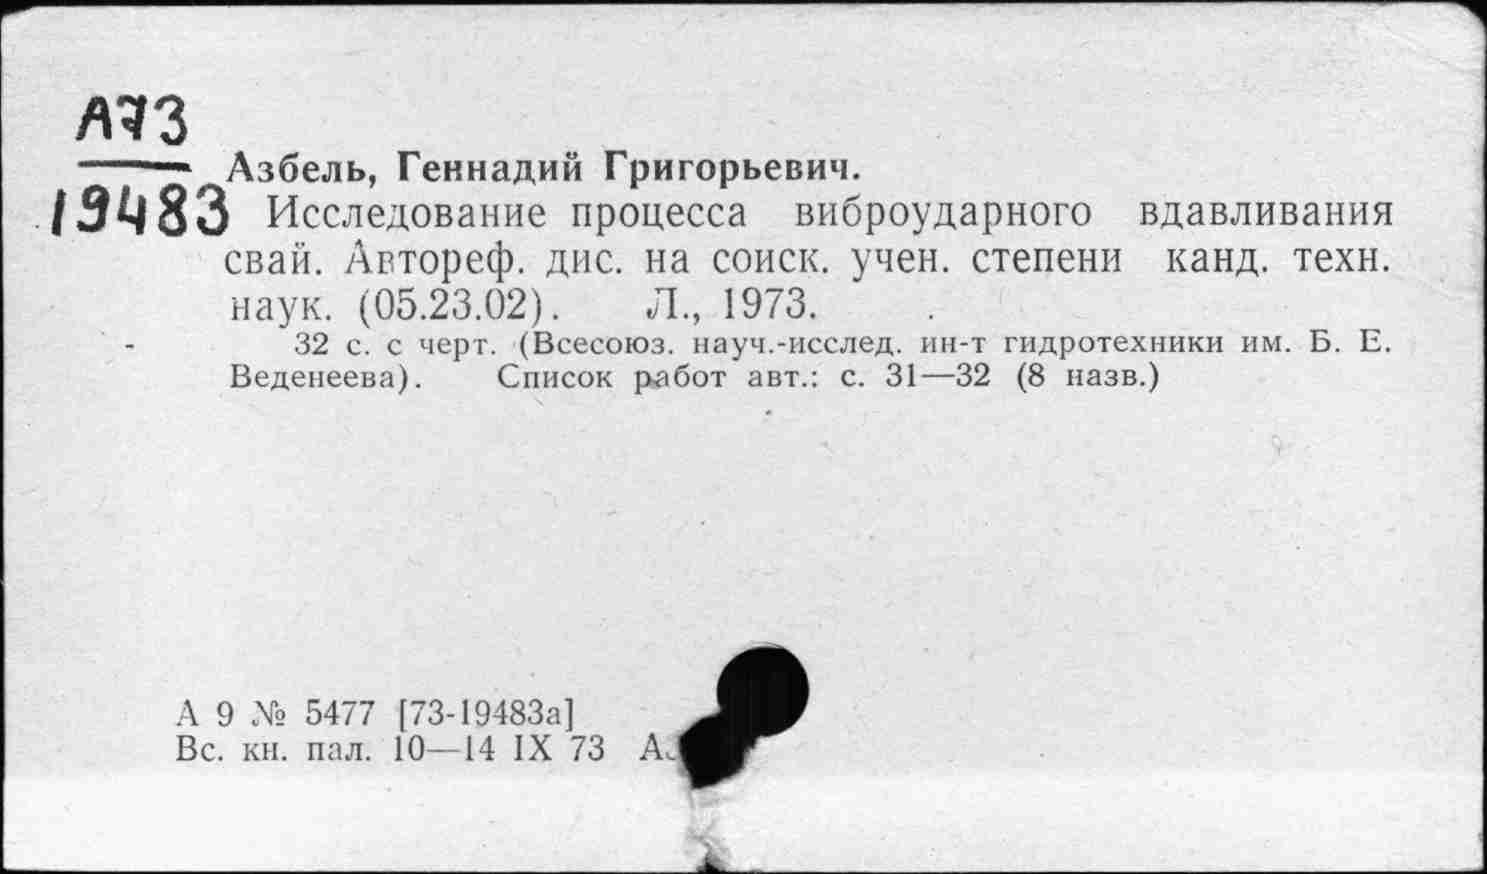 А73
19483
Азбель, Геннадий Григорьевич.
Исследование процесса виброударного вдавливания
свай. Автореф. дис. на соиск. учен. степени канд. техн.
наук. (05.23.02). Л., 1973.
32 с. с черт. (Всесоюз. науч.-исслед. ин-т гидротехники им. Б. Е.
Веденеева). Список работ авт.: с. 31—32 (8 назв.)
А 9 № 5477 [73-19483а]
Вс. кн. пал. 10—14 IX 73